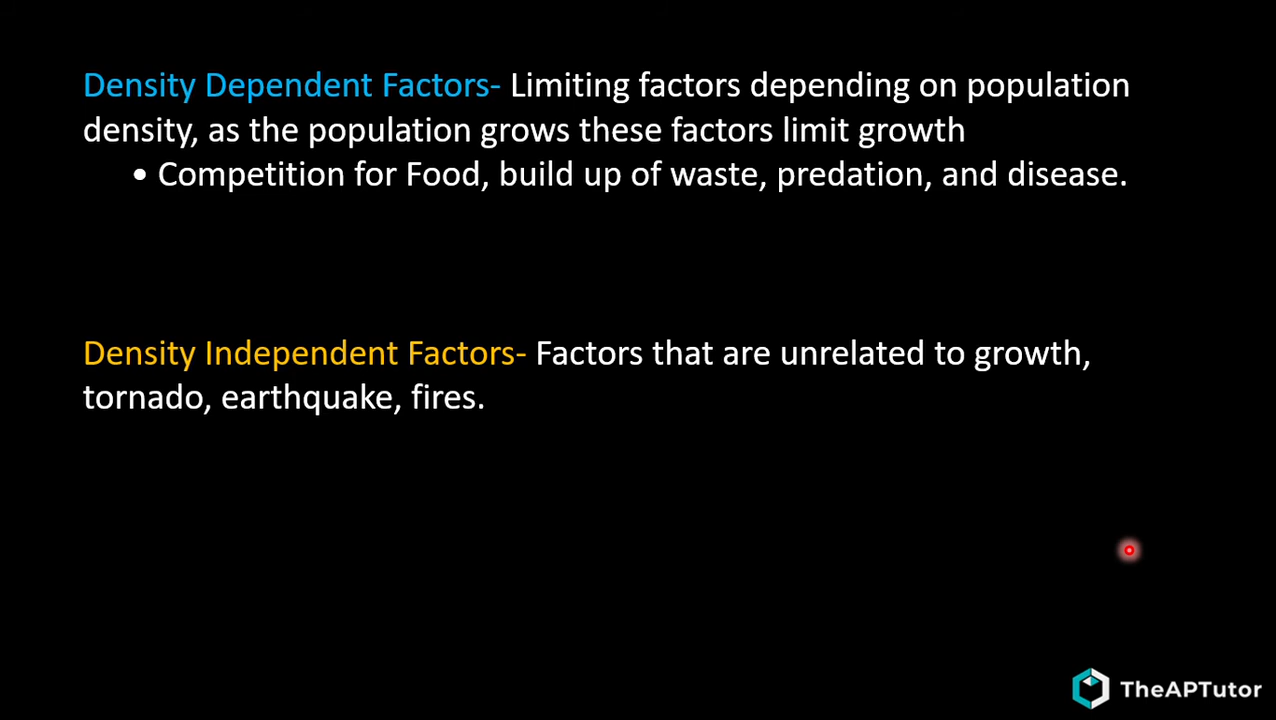 Density Dependent Factors- Limiting factors depending on population
density, as the population grows these factors limit growth
• Competition for Food, build up of waste, predation, and disease.
Density Independent Factors- Factors that are unrelated to growth,
tornado, earthquake, fires.
TheAPTutor